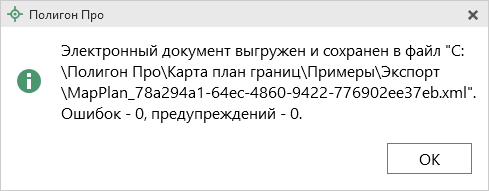 Полигон Про
Электронный документ выгружен и сохранен в файл "C:
\Полигон Про\Карта план границ\Примеры\Экспорт
\MapPlan_78a294a1-64ec-4860-9422-776902ee37eb.xml".
Ошибок - 0, предупреждений - 0.
ОК